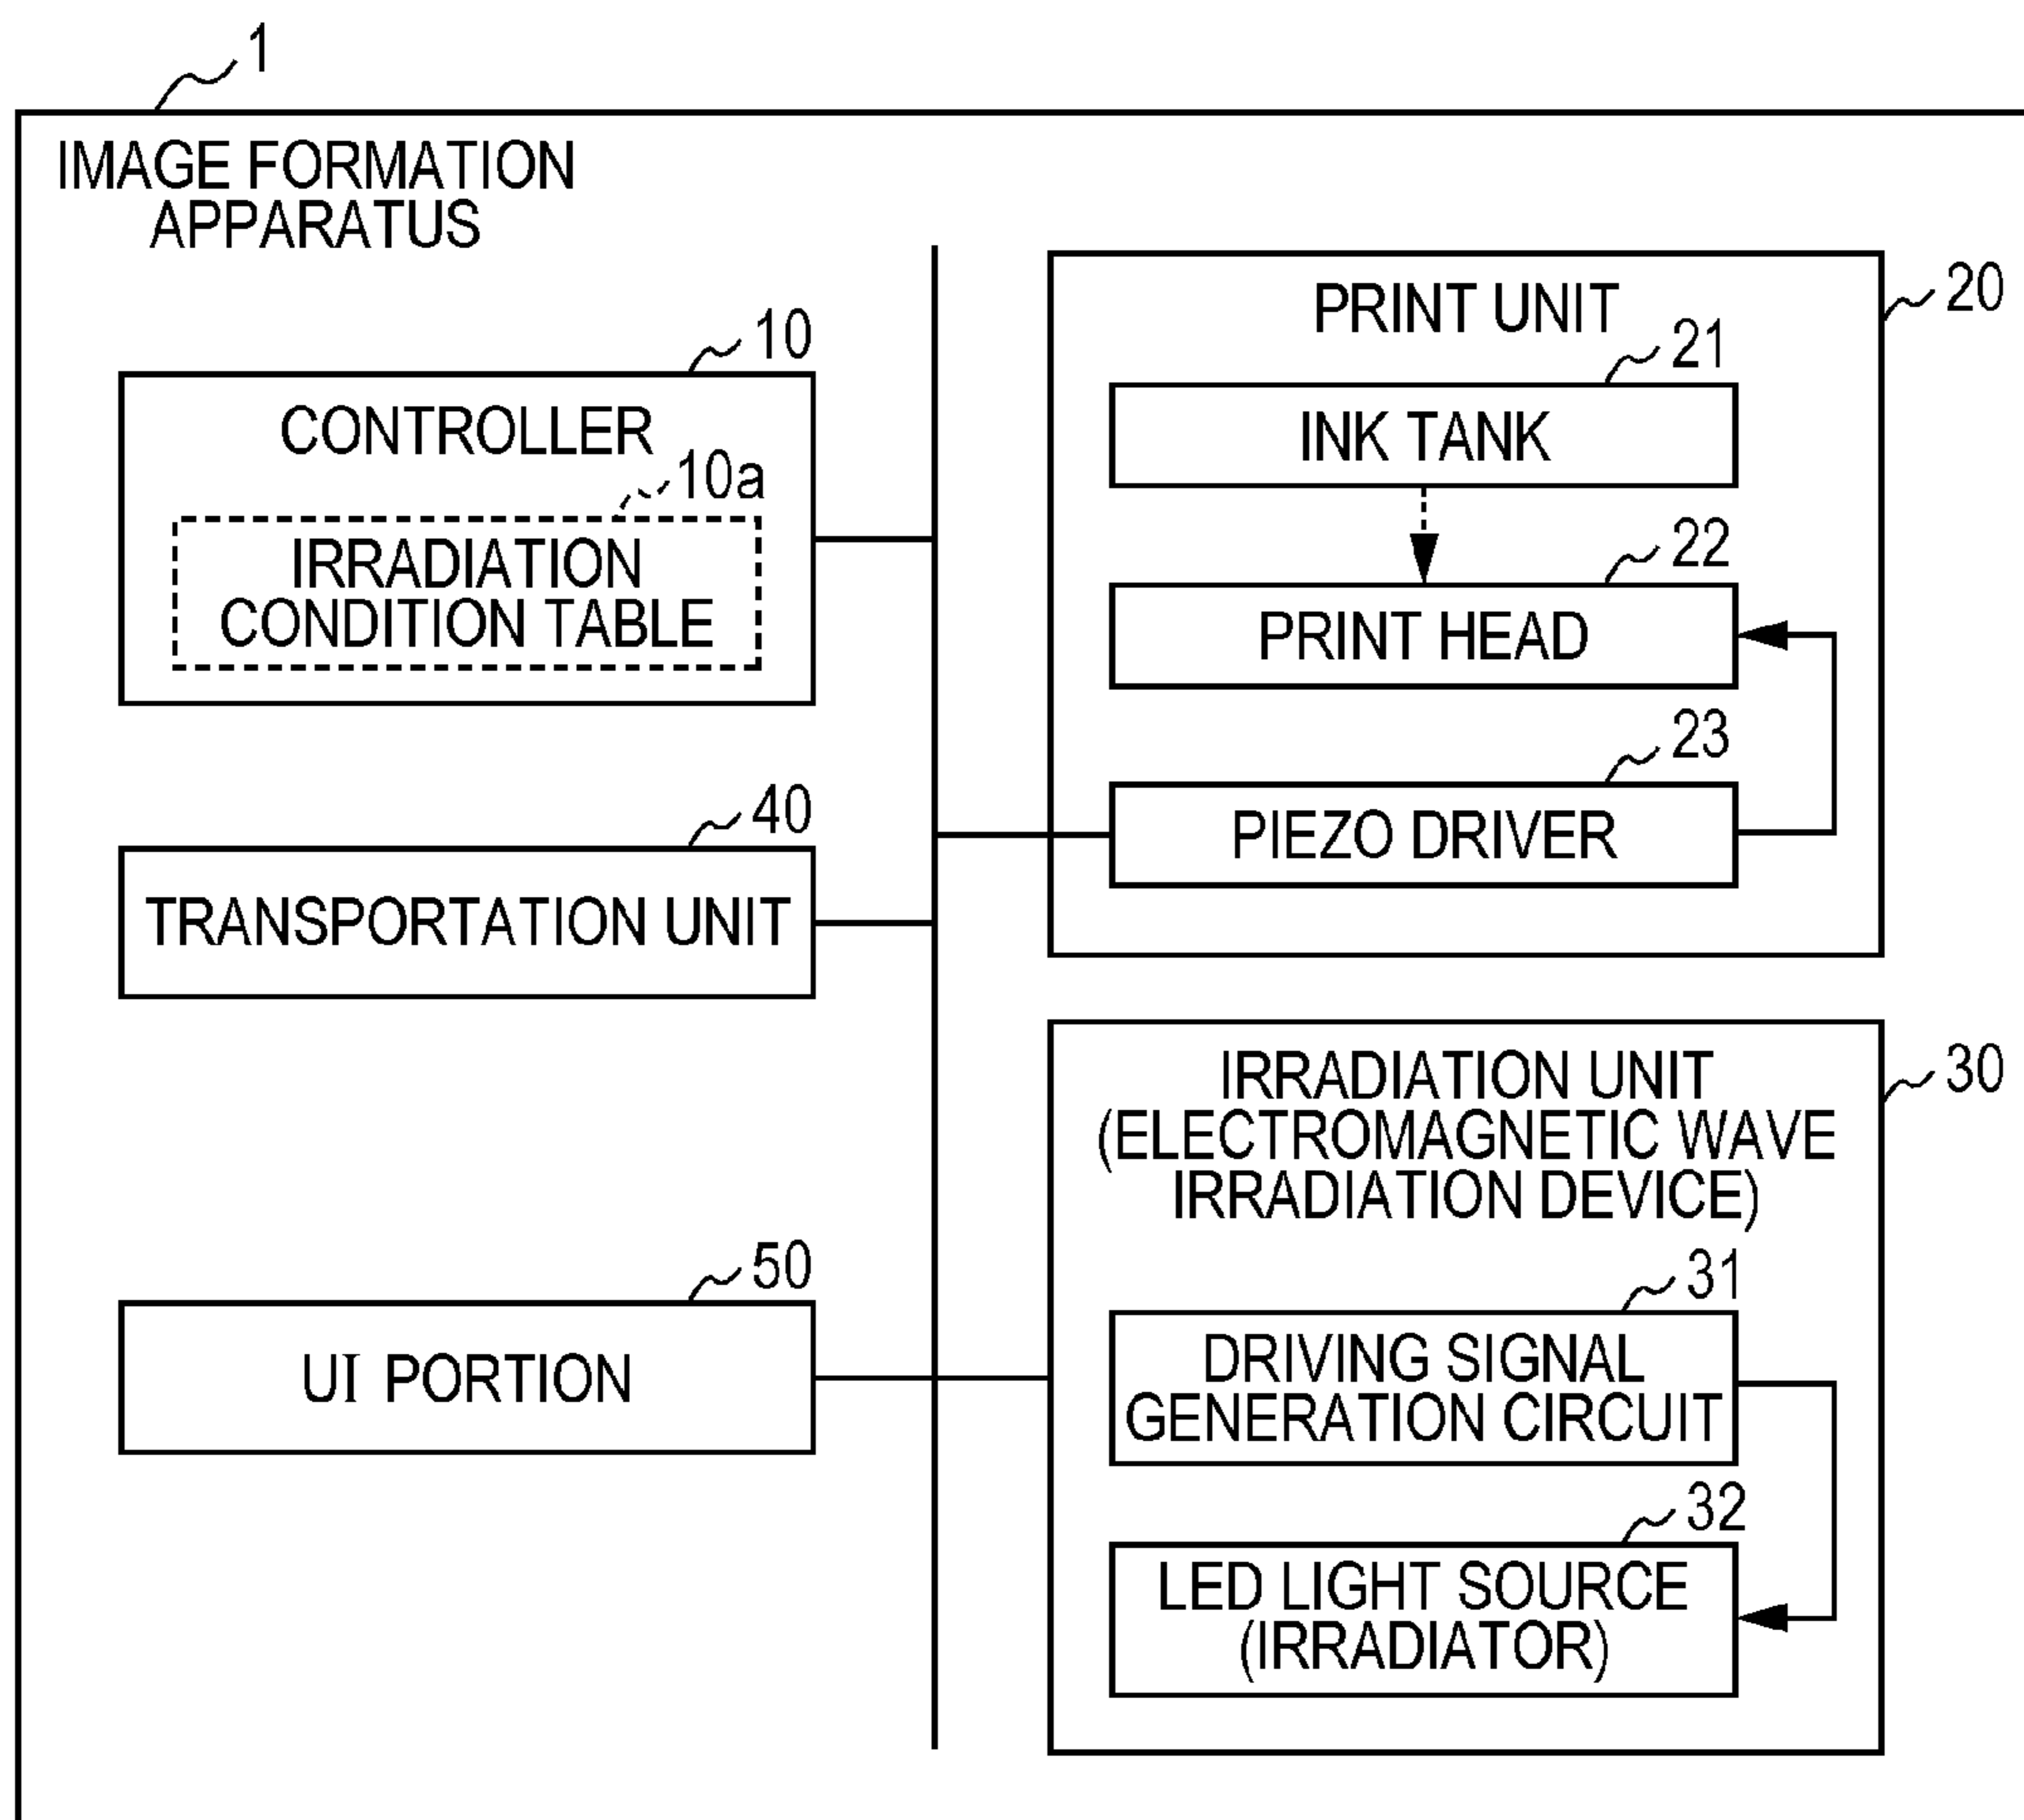 1
IMAGE FORMATION
APPARATUS
10
CONTROLLER
10a
IRRADIATION
CONDITION TABLE
40
TRANSPORTATION UNIT
50
UI PORTION
20
PRINT UNIT
21
INK TANK
22
PRINT HEAD
23
PIEZO DRIVER
30
IRRADIATION UNIT
(ELECTROMAGNETIC WAVE
IRRADIATION DEVICE)
31
DRIVING SIGNAL
GENERATION CIRCUIT
32
LED LIGHT SOURCE
(IRRADIATOR)